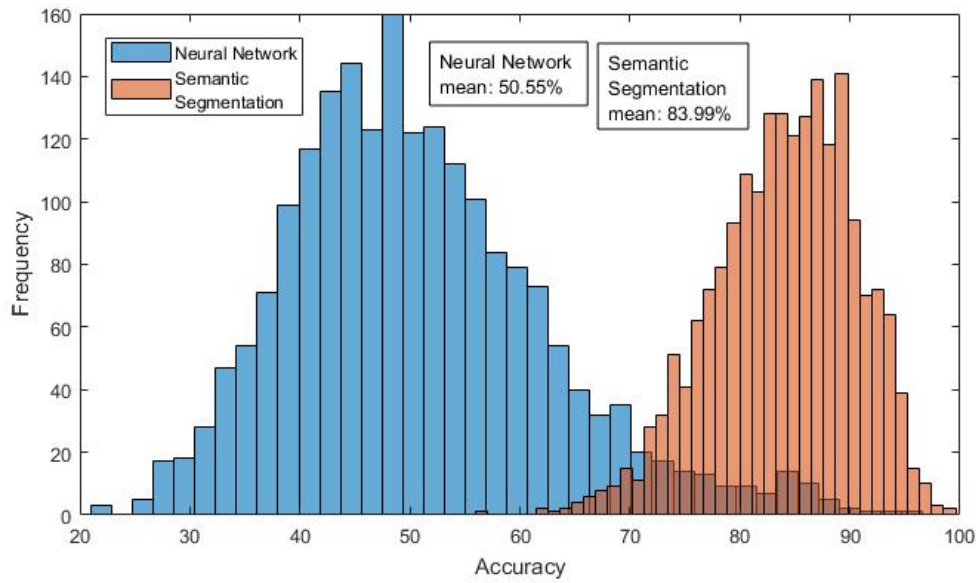 160
140
120
100
80
60
40
20
0
Frequency
Neural Network
Semantic
Segmentation
Neural Network
mean: 50.55%
Semantic
Segmentation
mean: 83.99%
20 30 40 50 60 70 80 90 100
Accuracy